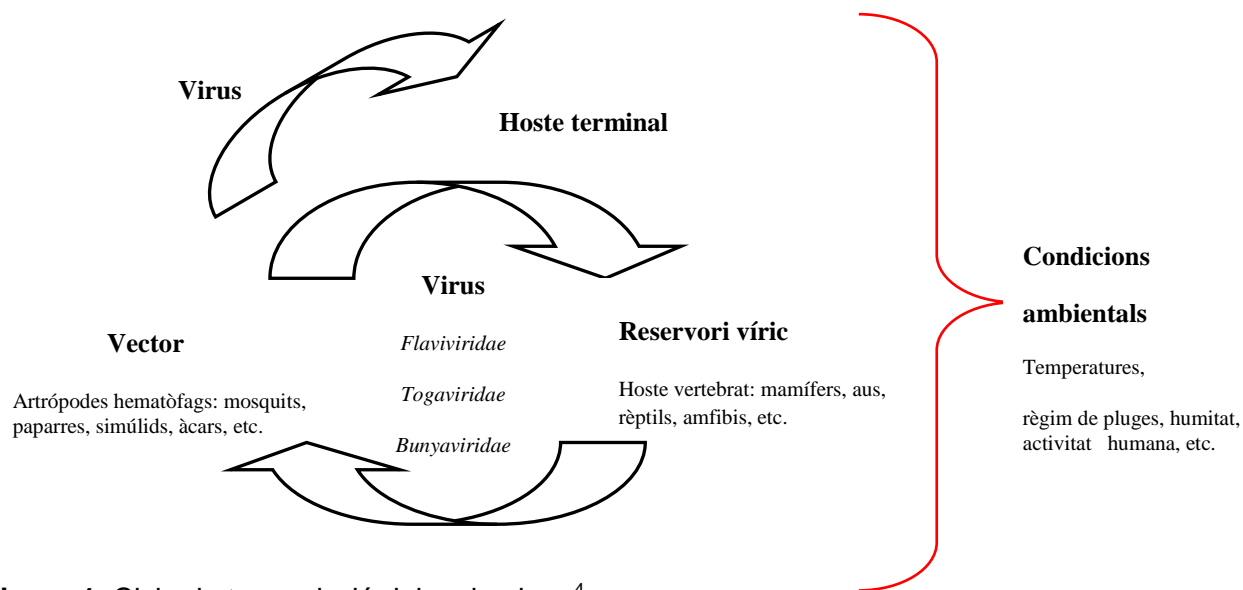 Virus
Hoste terminal
Virus
Flaviviridae
Togaviridae
Bunyaviridae
Vector
Artrópodes hematòfags: mosquits,
paparres, simúlids, àcars, etc.
Reservori víric
Hoste vertebrat: mamífers, aus,
rèptils, amfibis, etc.
Condicions
ambientals
Temperatures,
règim de pluges, humitat,
activitat humana, etc.